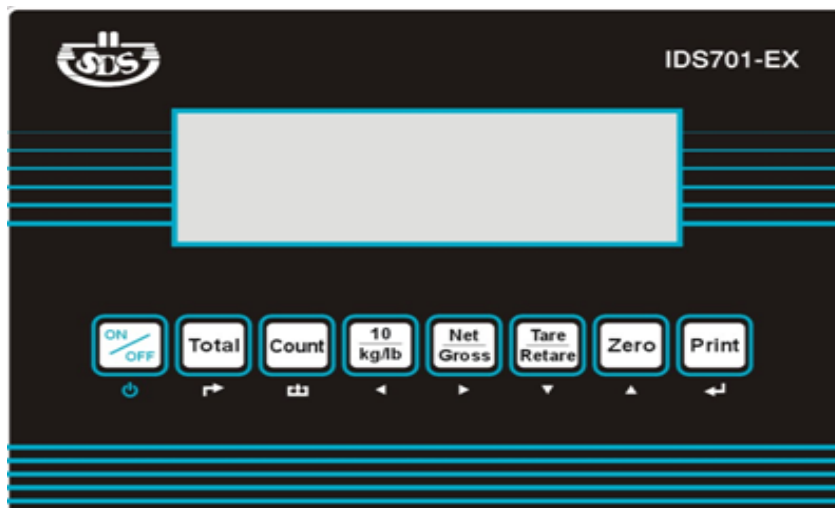 SDS
IDS701-EX
ON
OFF
Total
Count
10
kg/lb
Net
Gross
Tare
Retare
Zero
Print